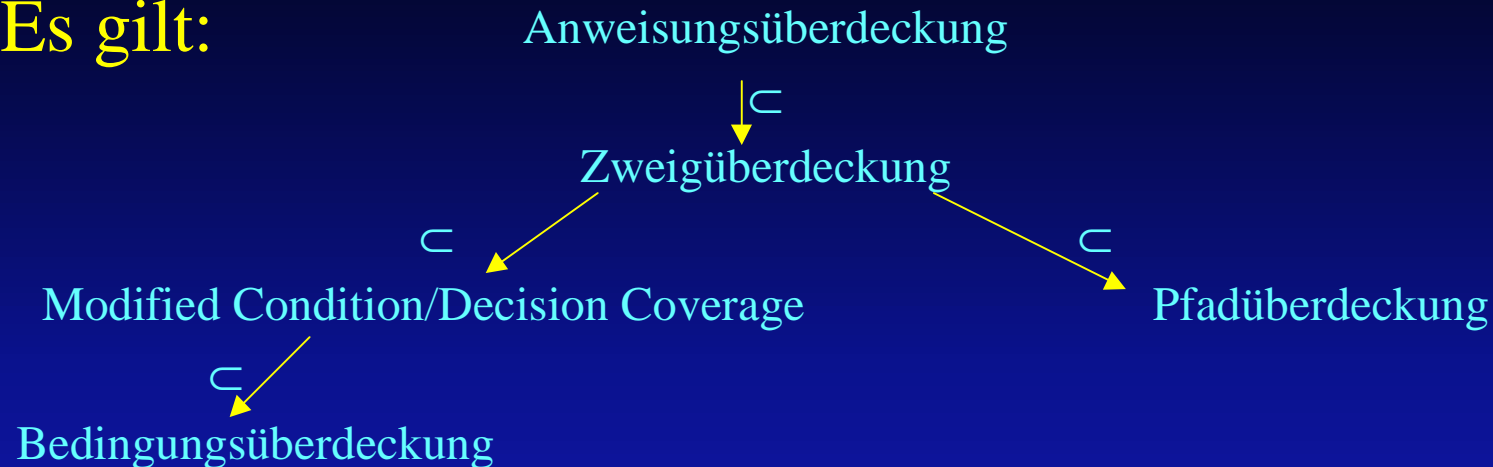 Es gilt:
Anweisungsüberdeckung
⊂
Zweigüberdeckung
⊂ ⊂
Modified Condition/Decision Coverage Pfadüberdeckung
⊂
Bedingungsüberdeckung